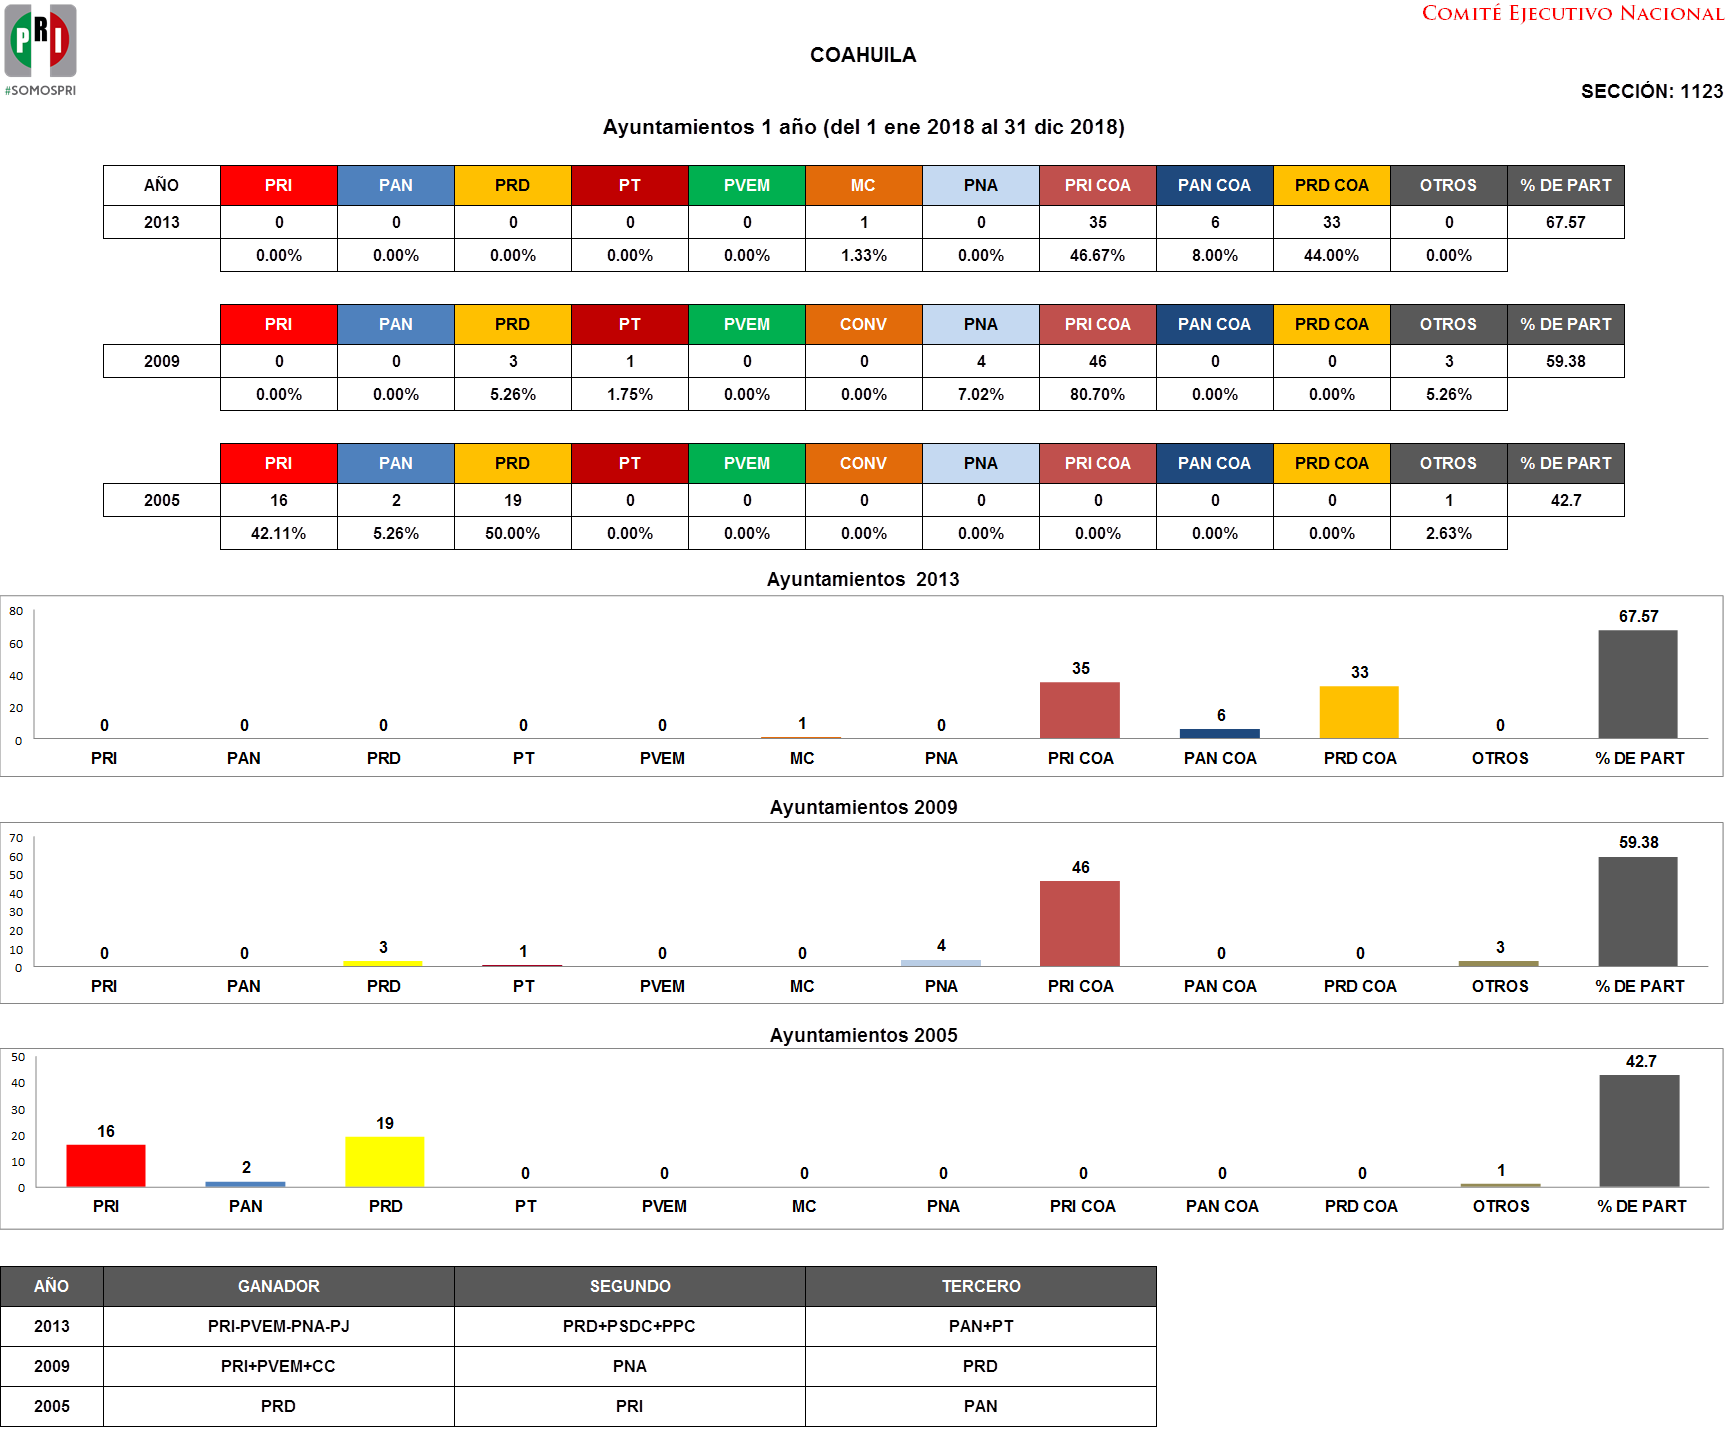 PRI
#SOMOSPRI
COMITÉ EJECUTIVO NACIONAL
COAHUILA
SECCIÓN: 1123
Ayuntamientos 1 año (del 1 ene 2018 al 31 dic 2018)
AÑO PRI PAN PRD PT PVEM MC PNA PRI COA PAN COA PRD COA OTROS % DE PART
2013 0 0 0 0 0 1 0 35 6 33 0 67.57
0.00% 0.00% 0.00% 0.00% 0.00% 1.33% 0.00% 46.67% 8.00% 44.00% 0.00%
PRI PAN PRD PT PVEM CONV PNA PRI COA PAN COA PRD COA OTROS % DE PART
2009 0 0 3 1 0 0 4 46 0 0 3 59.38
0.00% 0.00% 5.26% 1.75% 0.00% 0.00% 7.02% 80.70% 0.00% 0.00% 5.26%
PRI PAN PRD PT PVEM CONV PNA PRI COA PAN COA PRD COA OTROS % DE PART
2005 16 2 19 0 0 0 0 0 0 0 1 42.7
42.11% 5.26% 50.00% 0.00% 0.00% 0.00% 0.00% 0.00% 0.00% 0.00% 2.63%
Ayuntamientos 2013
80
60
40
20
0
0 0 0 0 0 1 0 35 6 33 0 67.57
PRI PAN PRD PT PVEM MC PNA PRI COA PAN COA PRD COA OTROS % DE PART
Ayuntamientos 2009
70
60
50
40
30
20
10
0
0 0 3 1 0 0 4 46 0 0 3 59.38
PRI PAN PRD PT PVEM MC PNA PRI COA PAN COA PRD COA OTROS % DE PART
Ayuntamientos 2005
50
40
30
20
10
0
16 2 19 0 0 0 0 0 0 0 1 42.7
PRI PAN PRD PT PVEM MC PNA PRI COA PAN COA PRD COA OTROS % DE PART
AÑO GANADOR SEGUNDO TERCERO
2013 PRI-PVEM-PNA-PJ PRD+PSDC+PPC PAN+PT
2009 PRI+PVEM+CC PNA PRD
2005 PRD PRI PAN